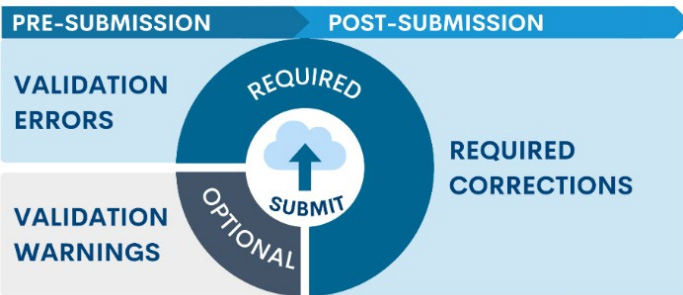 PRE-SUBMISSION
POST-SUBMISSION
VALIDATION
ERRORS
REQUIRED
SUBMIT
OPTIONAL
VALIDATION
WARNINGS
REQUIRED
CORRECTIONS